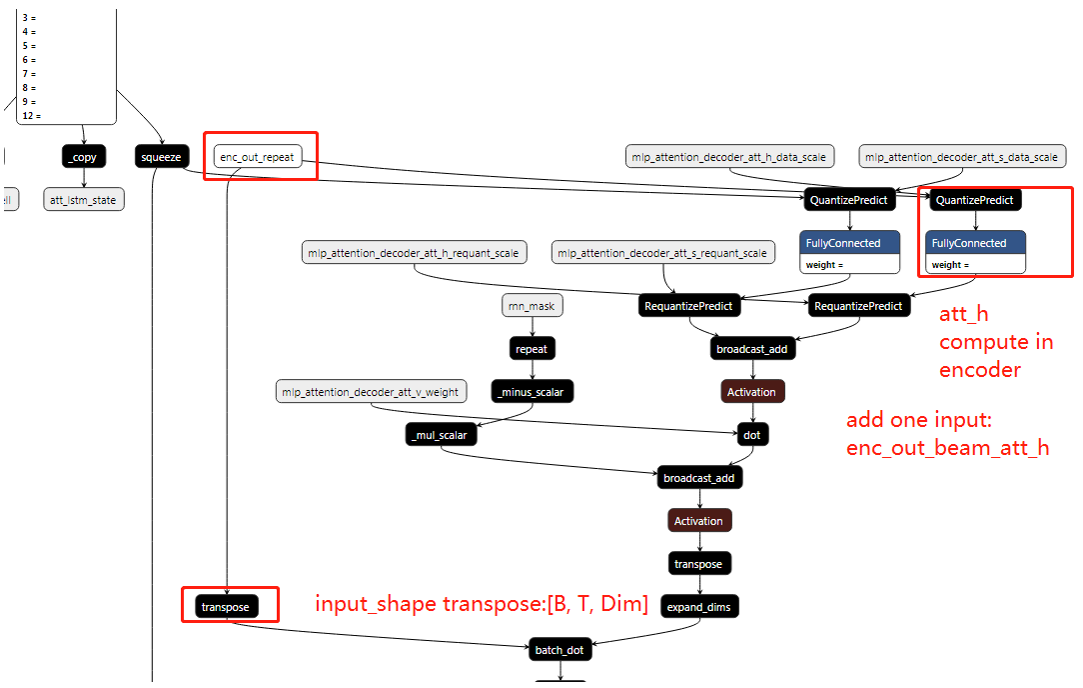 3 =
4 =
5 =
6 =
7 =
8 =
9 =
12 =
_copy
squeeze
enc_out_repeat
mlp_attention_decoder_att_h_data_scale
mlp_attention_decoder_att_s_data_scale
ell
att_lstm_state
QuantizePredict
QuantizePredict
FullyConnected
weight =
FullyConnected
weight =
mlp_attention_decoder_att_h_requant_scale
mlp_attention_decoder_att_s_requant_scale
rnn_mask
RequantizePredict
RequantizePredict
att_h
compute in
encoder
repeat
broadcast_add
mlp_attention_decoder_att_v_weight
_minus_scalar
Activation
add one input:
enc_out_beam_att_h
_mul_scalar
dot
broadcast_add
Activation
transpose
transpose
input_shape transpose:[B, T, Dim]
expand_dims
batch_dot